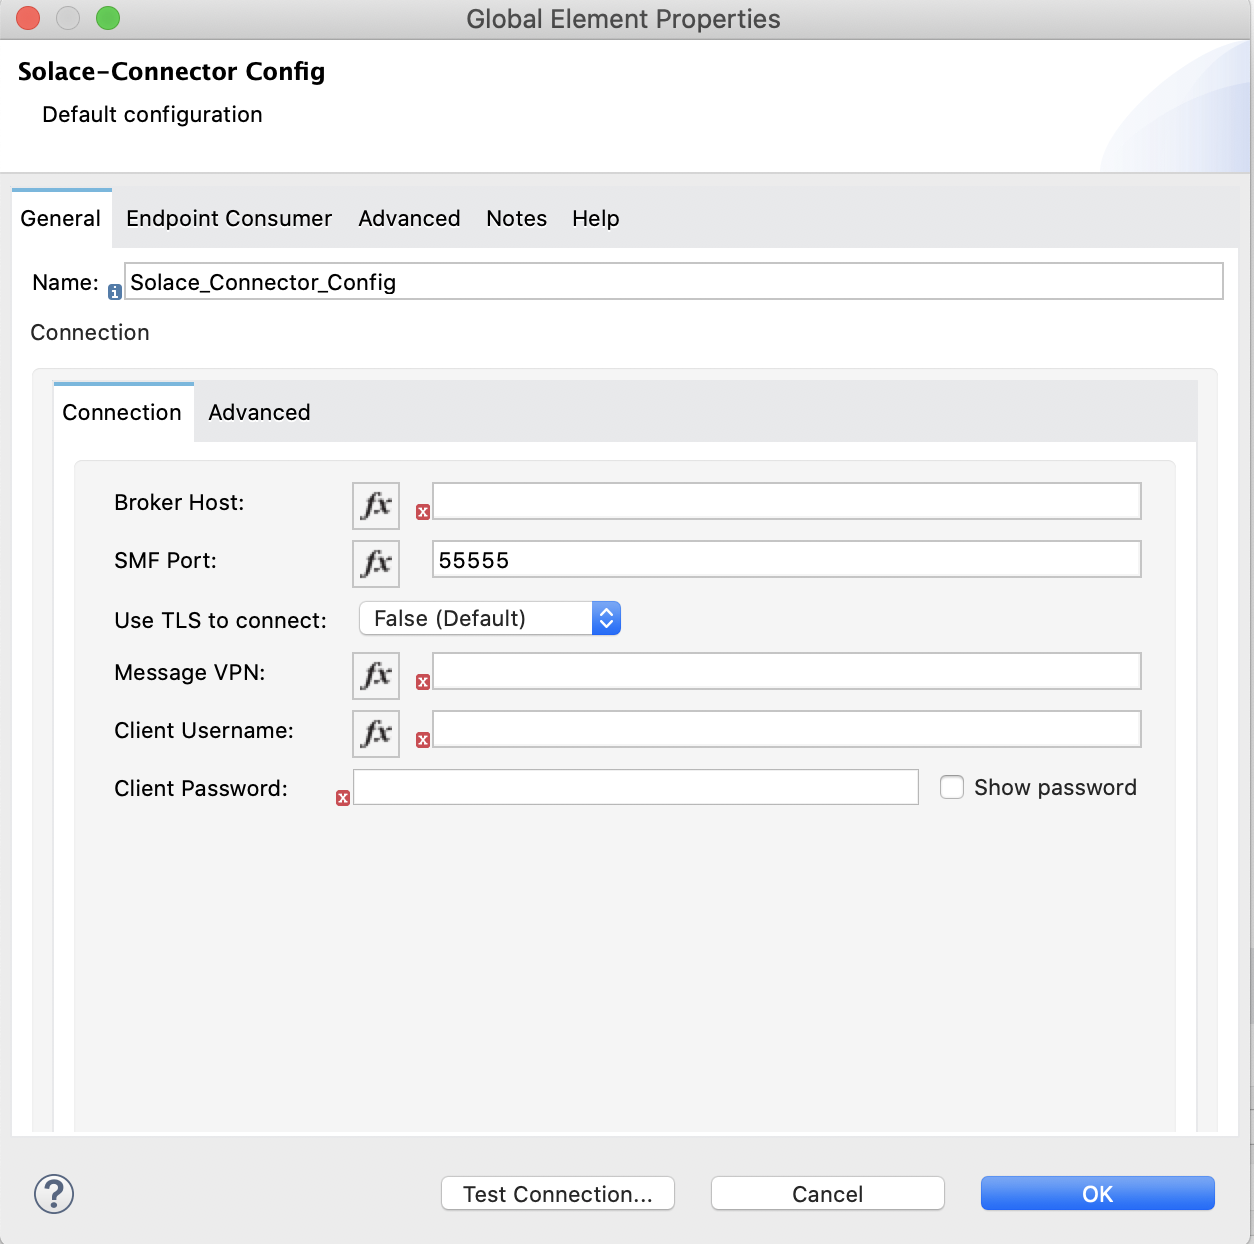 Global Element Properties
Solace-Connector Config
Default configuration
General Endpoint Consumer Advanced Notes Help
Name: Solace_Connector_Config
Connection
Connection Advanced
Broker Host: fx
SMF Port: fx 55555
Use TLS to connect: False (Default)
Message VPN: fx
Client Username: fx
Client Password: Show password
? Test Connection... Cancel OK